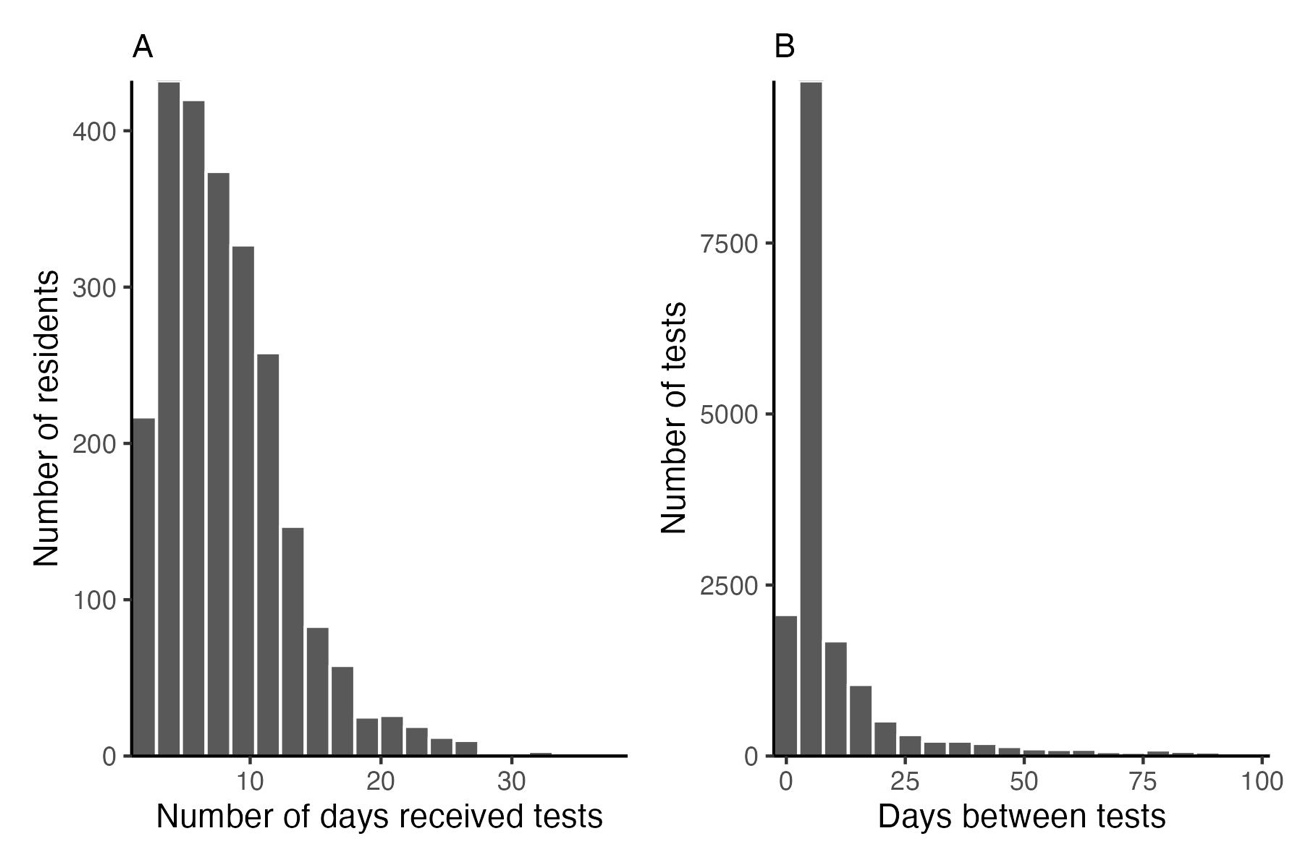 A
Number of residents
400
300
200
100
0
10 20 30
Number of days received tests
B
Number of tests
7500
5000
2500
0
0 25 50 75 100
Days between tests